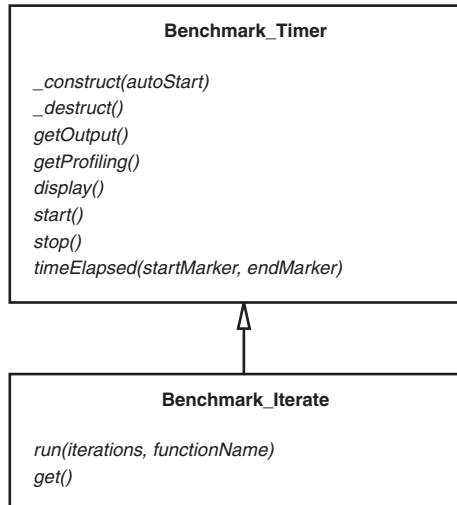 Benchmark_Timer
_construct(autoStart)
_destruct()
getOutput()
getProfiling()
display()
start()
stop()
timeElapsed(startMarker, endMarker)
Benchmark_Iterate
run(iterations, functionName)
get()